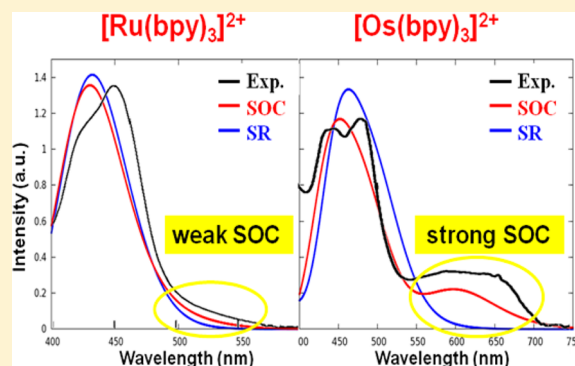 [Ru(bpy)₃]²⁺ [Os(bpy)₃]²⁺
1.4
1.2
1
0.8
0.6
0.4
0.2
0
Intensity (a.u.)
Exp.
SOC
SR
weak SOC
400 450 500 550
Wavelength (nm)
Exp.
SOC
SR
strong SOC
400 450 500 550 600 650 700 75
Wavelength (nm)